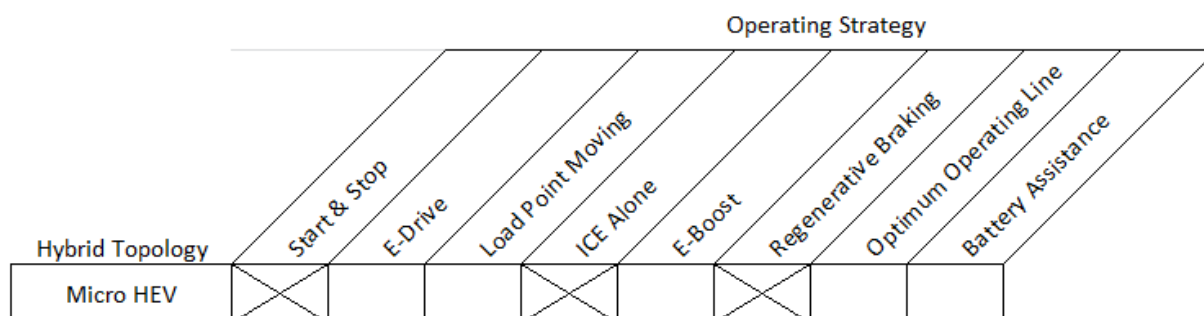 Operating Strategy
Start & Stop
E-Drive
Load Point Moving
ICE Alone
E-Boost
Regenerative Braking
Optimum Operating Line
Battery Assistance
Hybrid Topology
Micro HEV